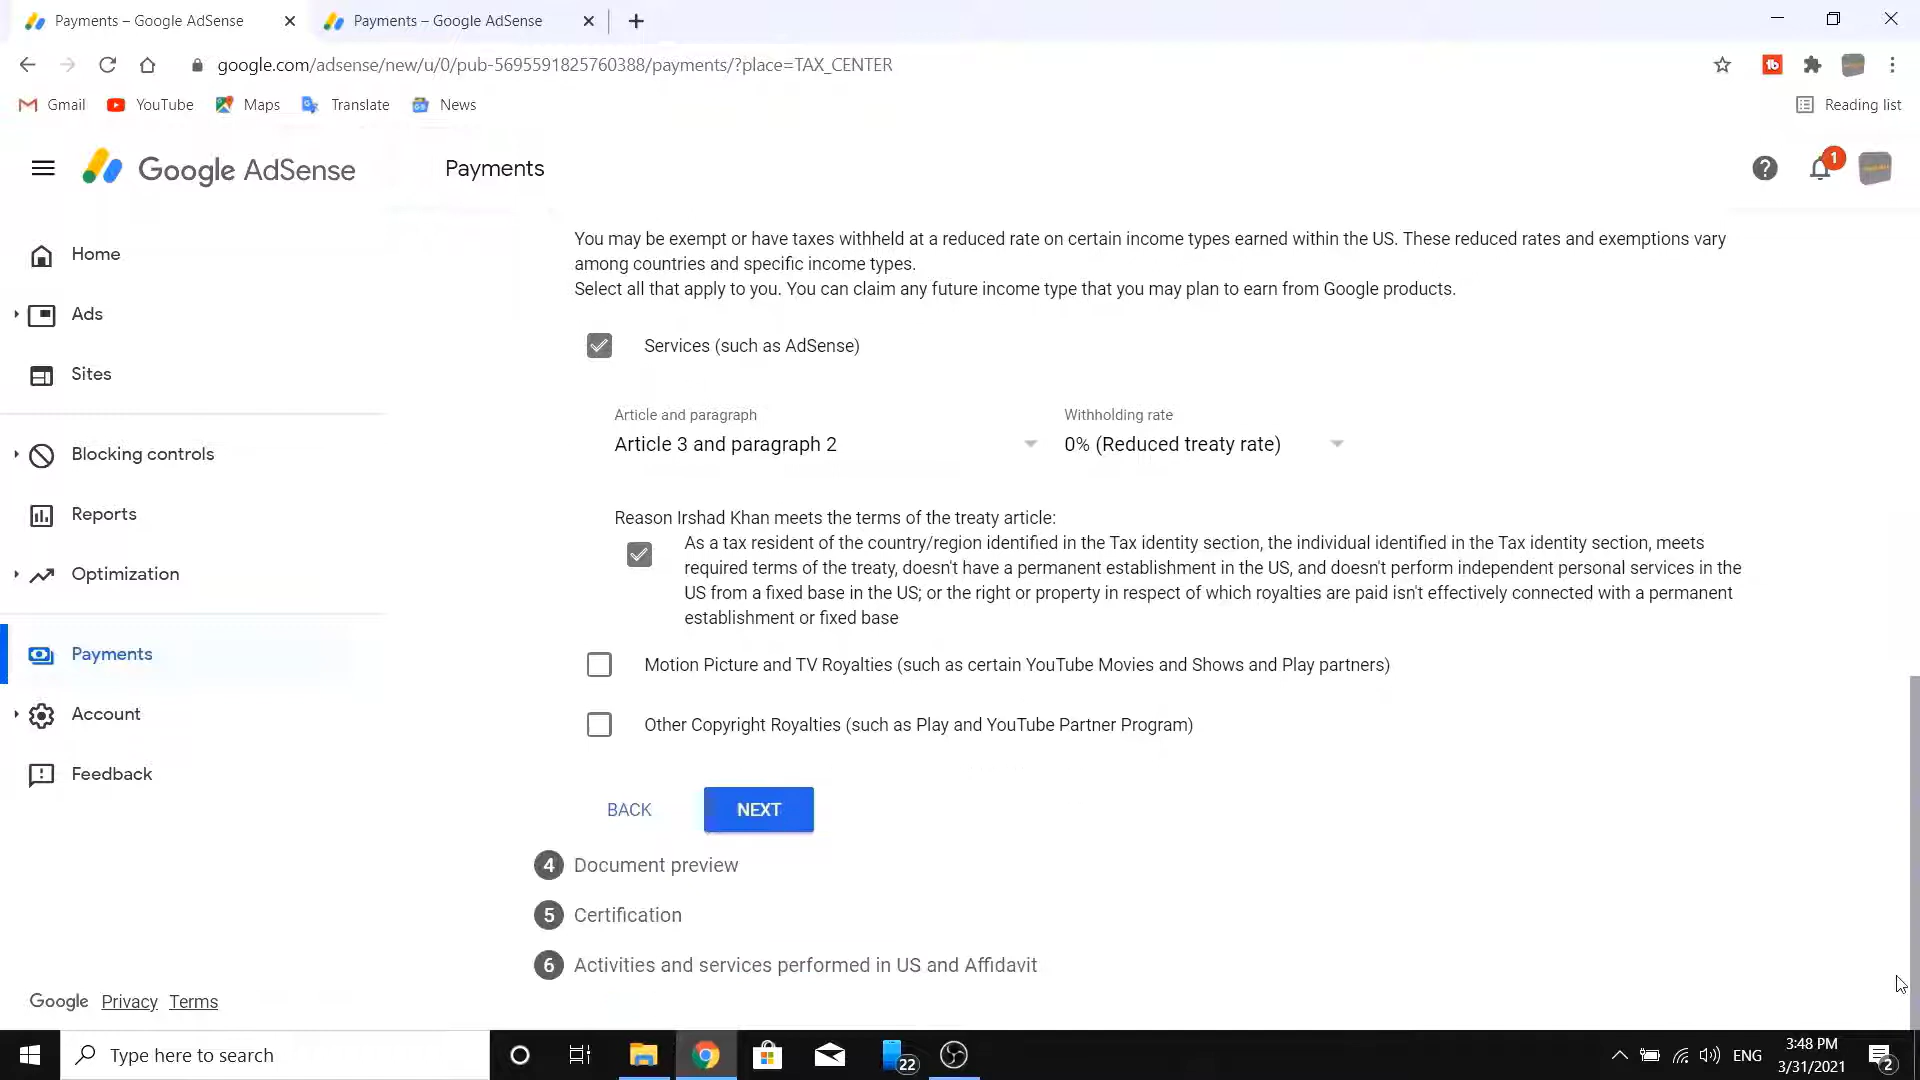 Payments – Google AdSense
Payments – Google AdSense
google.com/adsense/new/u/0/pub-5695591825760388/payments/?place=TAX_CENTER
Gmail
YouTube
Maps
Translate
News
Reading list
Google AdSense
Payments
1
Home
Ads
Sites
Blocking controls
Reports
Optimization
Payments
Account
Feedback
Google Privacy Terms
You may be exempt or have taxes withheld at a reduced rate on certain income types earned within the US. These reduced rates and exemptions vary
among countries and specific income types.
Select all that apply to you. You can claim any future income type that you may plan to earn from Google products.
Services (such as AdSense)
Article and paragraph
Article 3 and paragraph 2
Withholding rate
0% (Reduced treaty rate)
Reason Irshad Khan meets the terms of the treaty article:
As a tax resident of the country/region identified in the Tax identity section, the individual identified in the Tax identity section, meets
required terms of the treaty, doesn't have a permanent establishment in the US, and doesn't perform independent personal services in the
US from a fixed base in the US; or the right or property in respect of which royalties are paid isn't effectively connected with a permanent
establishment or fixed base
Motion Picture and TV Royalties (such as certain YouTube Movies and Shows and Play partners)
Other Copyright Royalties (such as Play and YouTube Partner Program)
BACK
NEXT
4 Document preview
5 Certification
6 Activities and services performed in US and Affidavit
Type here to search
22
ENG
3:48 PM
3/31/2021
2